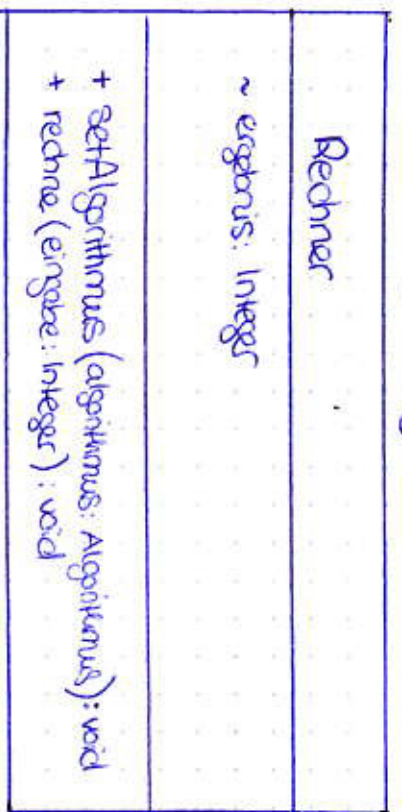 Rechner
~ ergebnis: Integer
+ setAlgorithmus (algorithmus: Algorithmus): void
+ rechne (eingabe: Integer): void